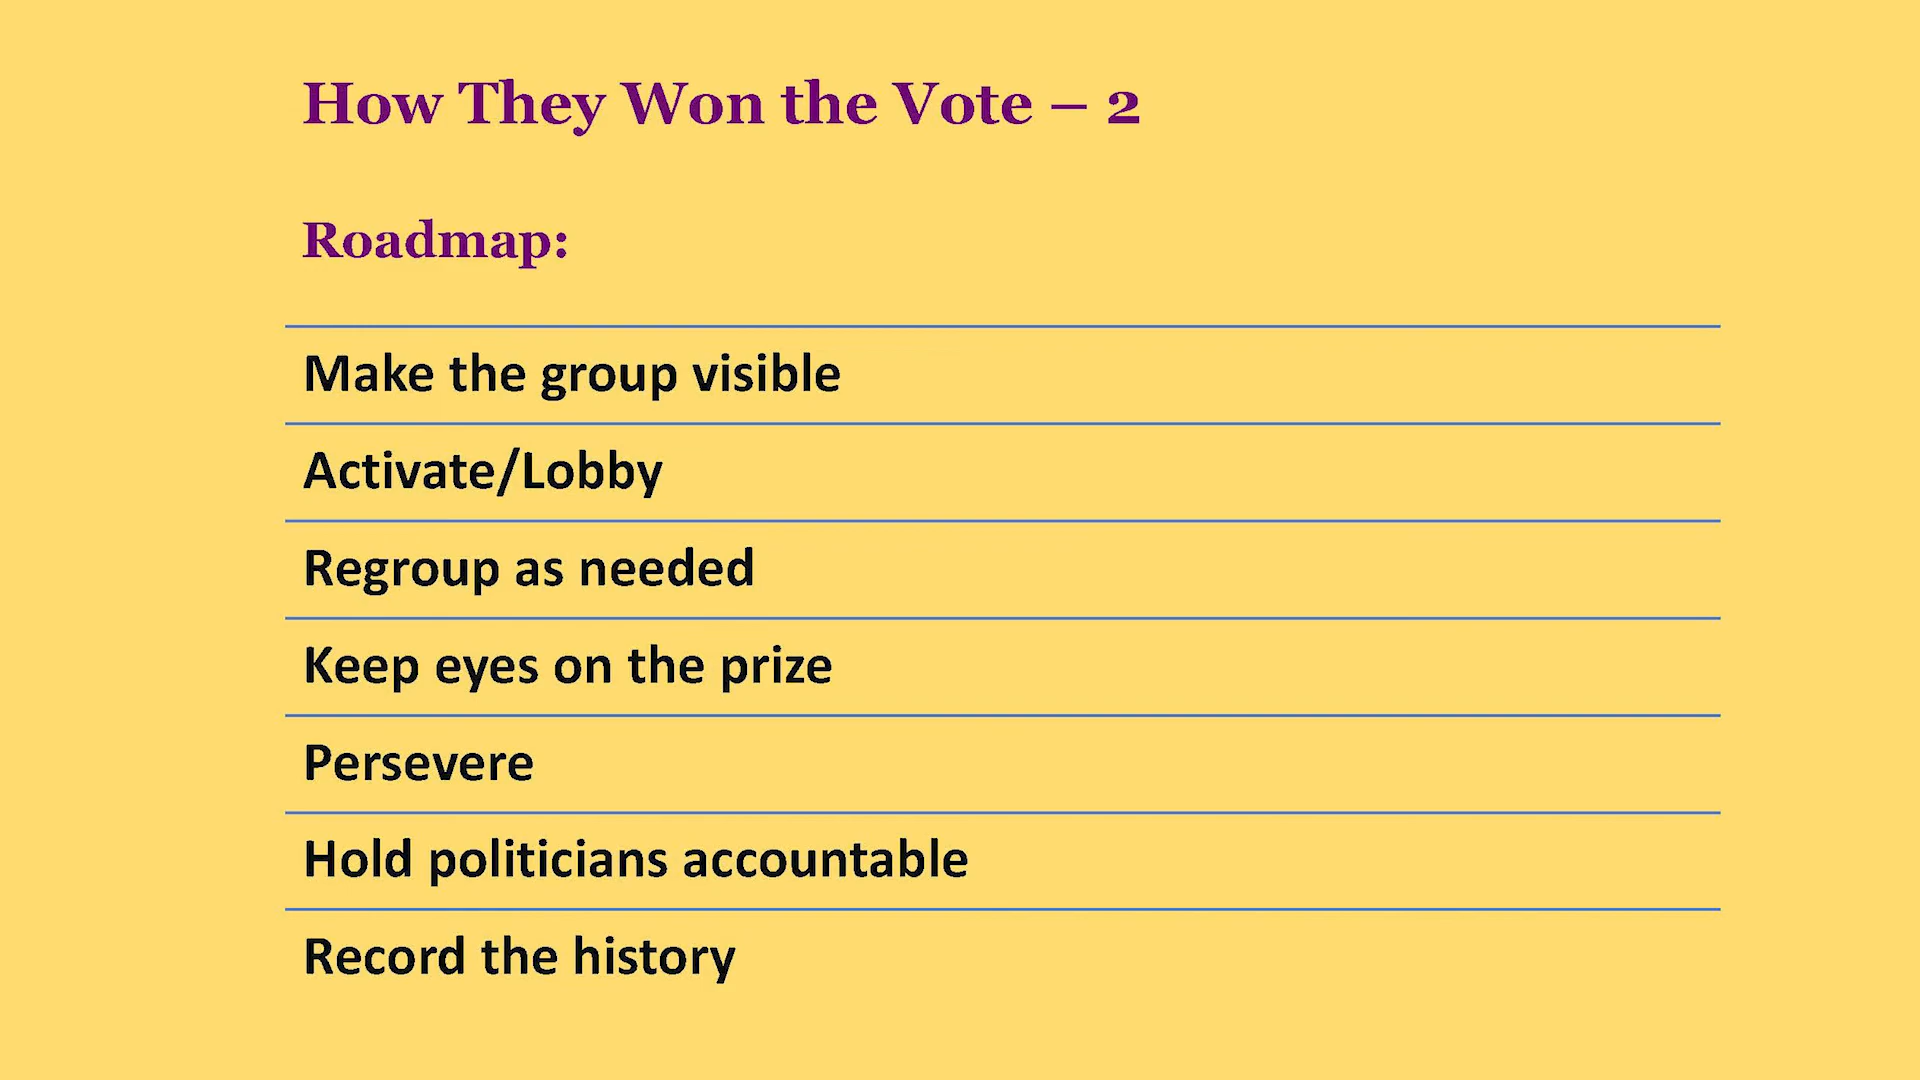 How They Won the Vote – 2
Roadmap:
Make the group visible
Activate/Lobby
Regroup as needed
Keep eyes on the prize
Persevere
Hold politicians accountable
Record the history